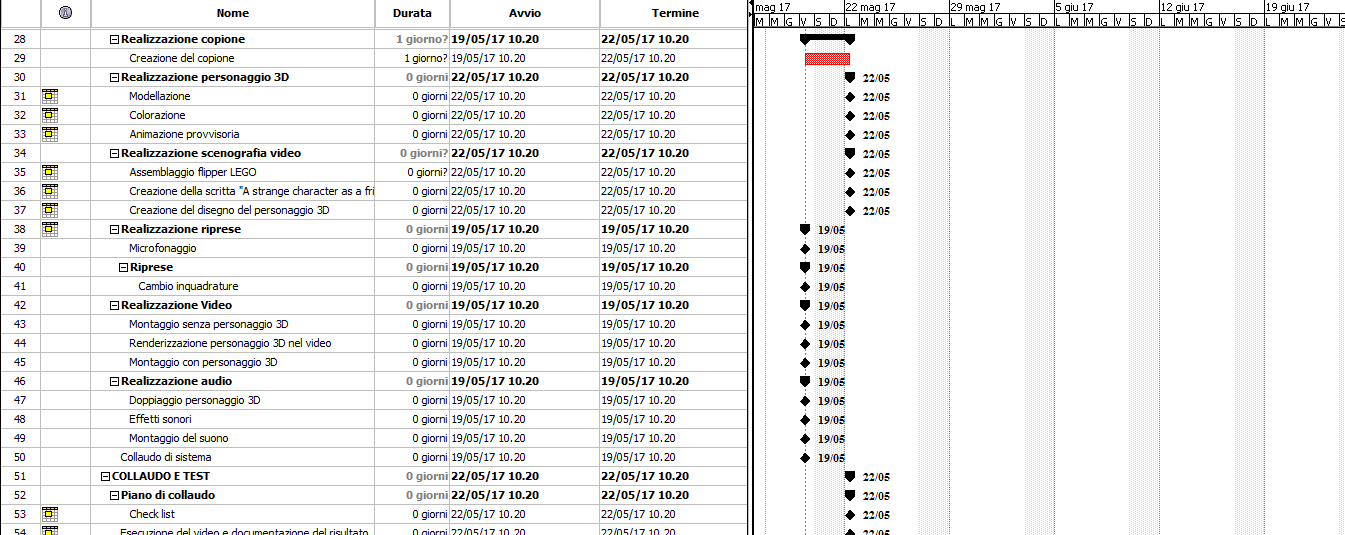 Nome Durata Avvio Termine mag 17 22 mag 17 29 mag 17 5 giu 17 12 giu 17 19 giu 17
M M G V S D L M M G V S D L M M G V S D L M M G V S D L M M G V S D L M M G V S
28 Realizzazione copione 1 giorno? 19/05/17 10.20 22/05/17 10.20
29 Creazione del copione 1 giorno? 19/05/17 10.20 22/05/17 10.20
30 Realizzazione personaggio 3D 0 giorni 22/05/17 10.20 22/05/17 10.20 22/05
31 Modellazione 0 giorni 22/05/17 10.20 22/05/17 10.20 22/05
32 Colorazione 0 giorni 22/05/17 10.20 22/05/17 10.20 22/05
33 Animazione provvisoria 0 giorni 22/05/17 10.20 22/05/17 10.20 22/05
34 Realizzazione scenografia video 0 giorni? 22/05/17 10.20 22/05/17 10.20 22/05
35 Assemblaggio flipper LEGO 0 giorni? 22/05/17 10.20 22/05/17 10.20 22/05
36 Creazione della scritta "A strange character as a fri 0 giorni 22/05/17 10.20 22/05/17 10.20 22/05
37 Creazione del disegno del personaggio 3D 0 giorni 22/05/17 10.20 22/05/17 10.20 22/05
38 Realizzazione riprese 0 giorni 19/05/17 10.20 19/05/17 10.20 19/05
39 Microfonaggio 0 giorni 19/05/17 10.20 19/05/17 10.20 19/05
40 Riprese 0 giorni 19/05/17 10.20 19/05/17 10.20 19/05
41 Cambio inquadrature 0 giorni 19/05/17 10.20 19/05/17 10.20 19/05
42 Realizzazione Video 0 giorni 19/05/17 10.20 19/05/17 10.20 19/05
43 Montaggio senza personaggio 3D 0 giorni 19/05/17 10.20 19/05/17 10.20 19/05
44 Renderizzazione personaggio 3D nel video 0 giorni 19/05/17 10.20 19/05/17 10.20 19/05
45 Montaggio con personaggio 3D 0 giorni 19/05/17 10.20 19/05/17 10.20 19/05
46 Realizzazione audio 0 giorni 19/05/17 10.20 19/05/17 10.20 19/05
47 Doppiaggio personaggio 3D 0 giorni 19/05/17 10.20 19/05/17 10.20 19/05
48 Effetti sonori 0 giorni 19/05/17 10.20 19/05/17 10.20 19/05
49 Montaggio del suono 0 giorni 19/05/17 10.20 19/05/17 10.20 19/05
50 Collaudo di sistema 0 giorni 19/05/17 10.20 19/05/17 10.20 19/05
51 COLLAUDO E TEST 0 giorni 22/05/17 10.20 22/05/17 10.20 22/05
52 Piano di collaudo 0 giorni 22/05/17 10.20 22/05/17 10.20 22/05
53 Check list 0 giorni 22/05/17 10.20 22/05/17 10.20 22/05
54 Esecuzione del video e documentazione del risultato 0 giorni 22/05/17 10.20 22/05/17 10.20 22/05